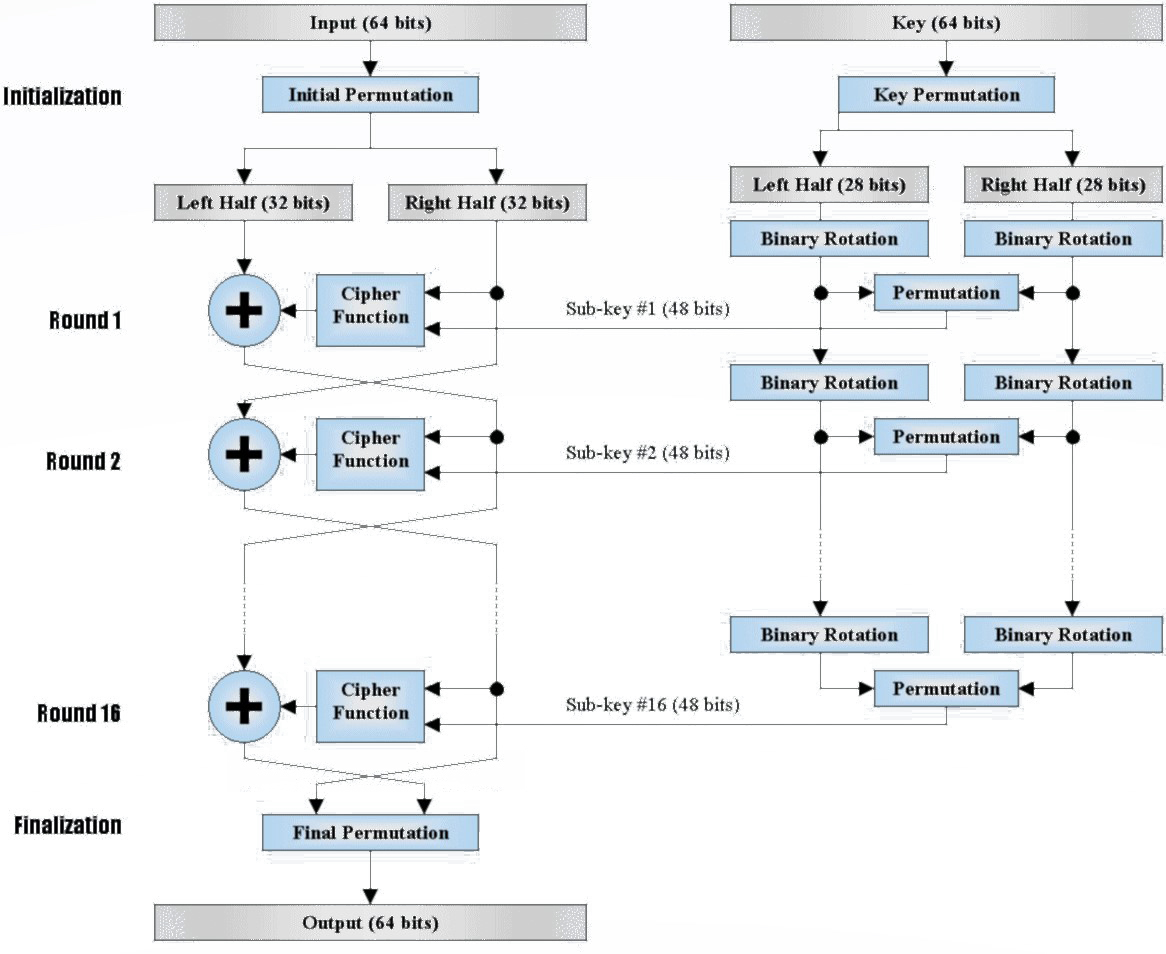 Input (64 bits)
Key (64 bits)
Initialization
Initial Permutation
Key Permutation
Left Half (32 bits)
Right Half (32 bits)
Left Half (28 bits)
Right Half (28 bits)
Binary Rotation
Binary Rotation
Round 1
Cipher
Function
Sub-key #1 (48 bits)
Permutation
Binary Rotation
Binary Rotation
Round 2
Cipher
Function
Sub-key #2 (48 bits)
Permutation
Binary Rotation
Binary Rotation
Round 16
Cipher
Function
Sub-key #16 (48 bits)
Permutation
Finalization
Final Permutation
Output (64 bits)